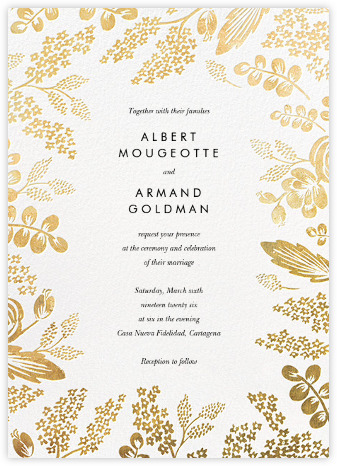 Together with their families
ALBERT
MOUGEOTTE
and
ARMAND
GOLDMAN
request your presence
at the ceremony and celebration
of their marriage
Saturday, March sixth
nineteen twenty six
at six in the evening
Casa Nueva Fidelidad, Cartagena
Reception to follow